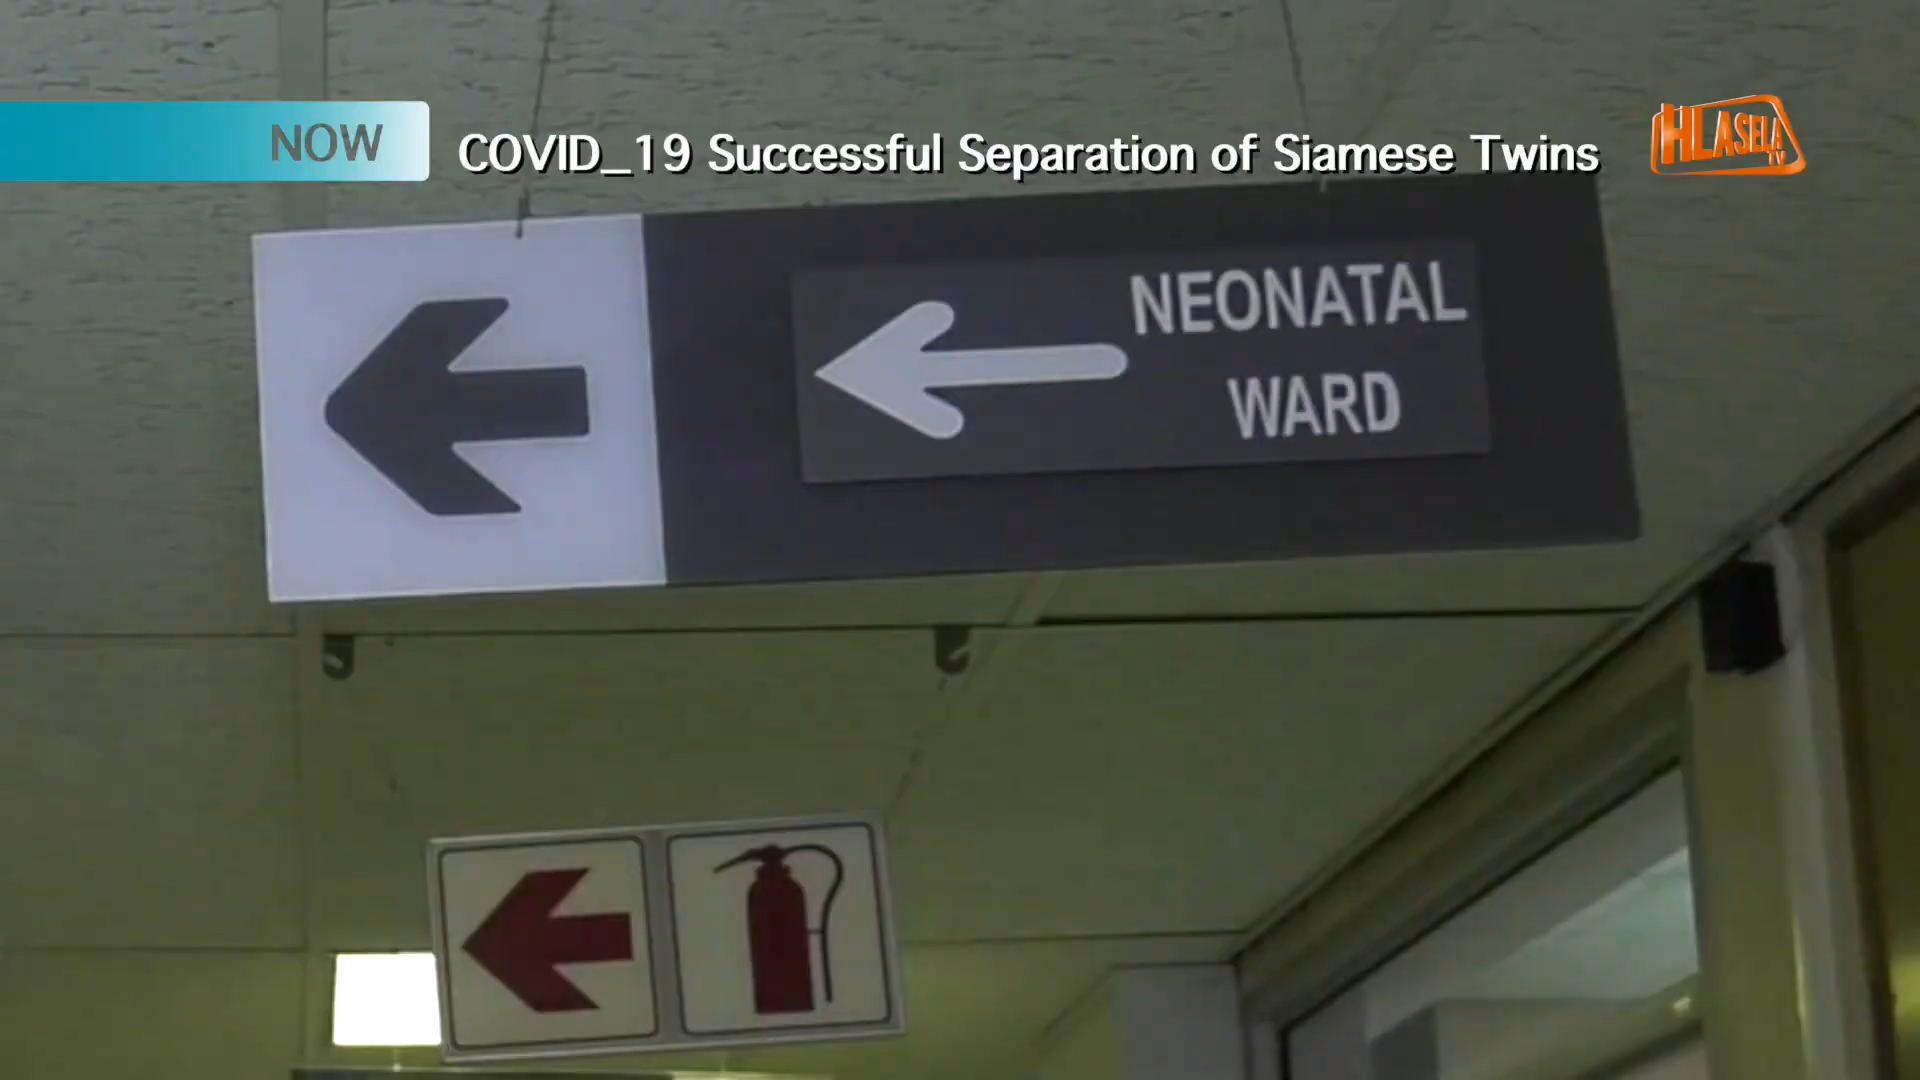 NOW
COVID_19 Successful Separation of Siamese Twins
HLASELA
TV
NEONATAL
WARD